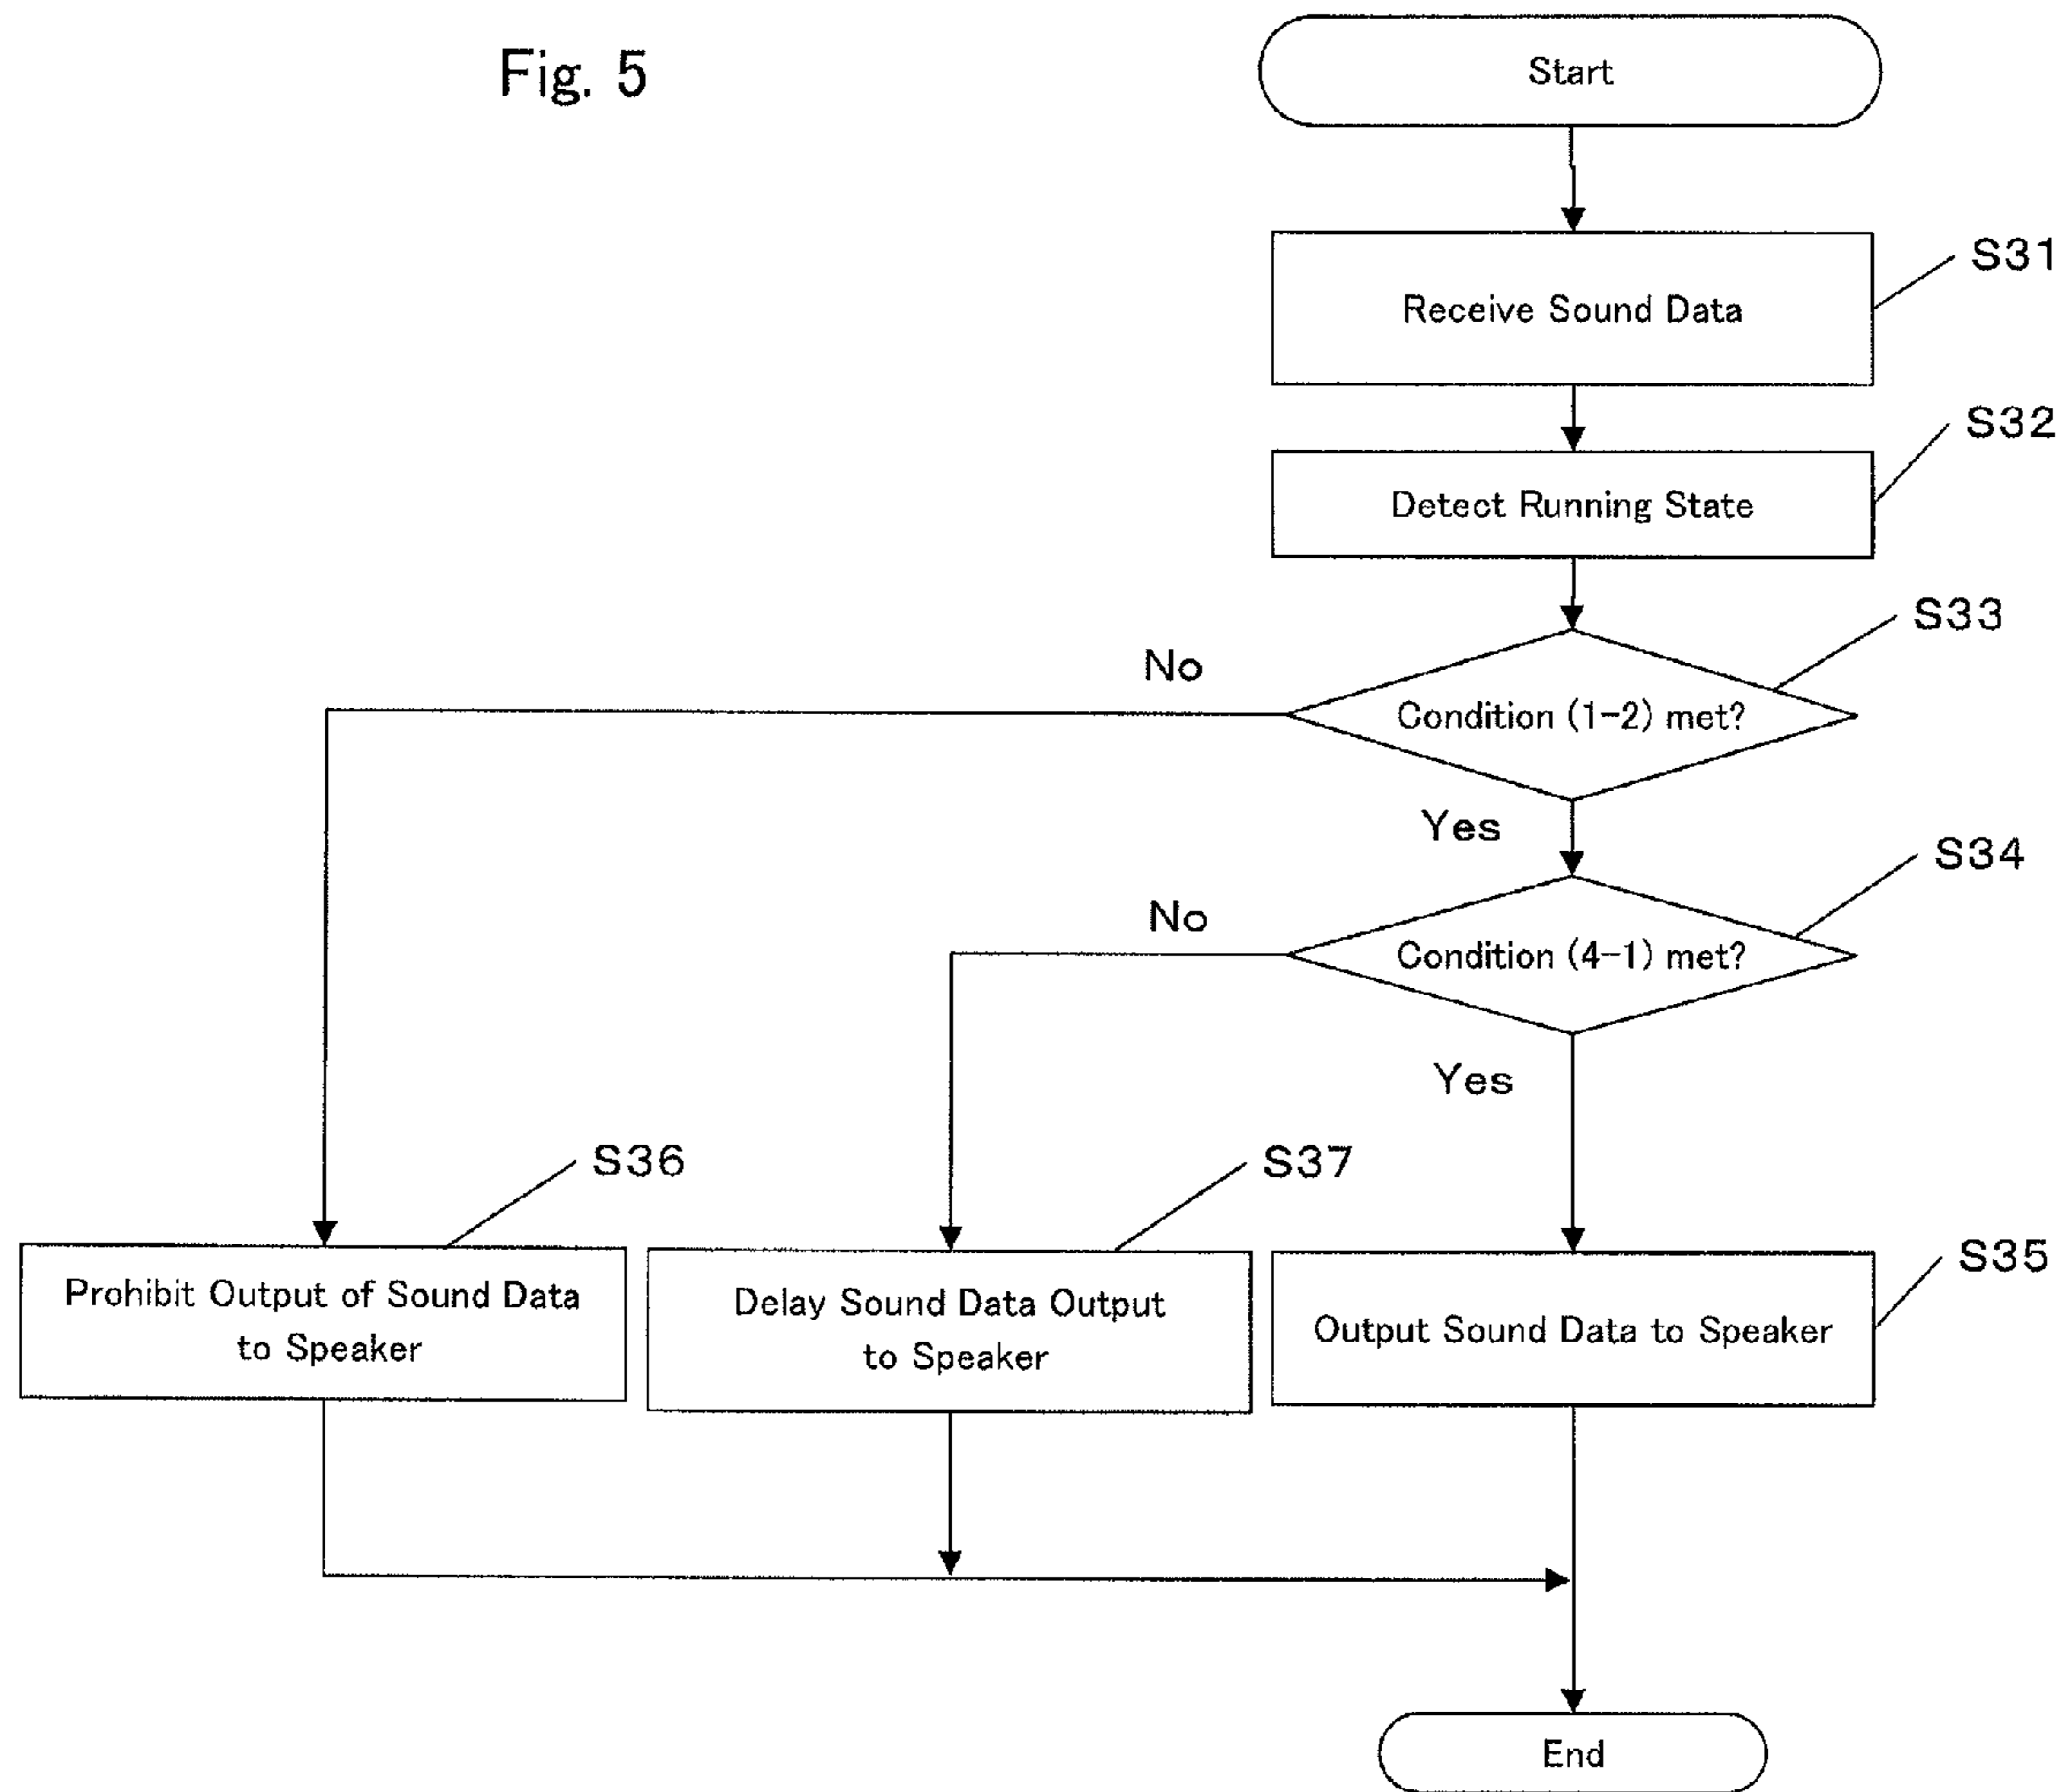 Fig. 5
Start
Receive Sound Data
S31
Detect Running State
S32
Condition (1-2) met?
S33
No
Yes
Condition (4-1) met?
S34
No
Yes
Prohibit Output of Sound Data
to Speaker
S36
Delay Sound Data Output
to Speaker
S37
Output Sound Data to Speaker
S35
End